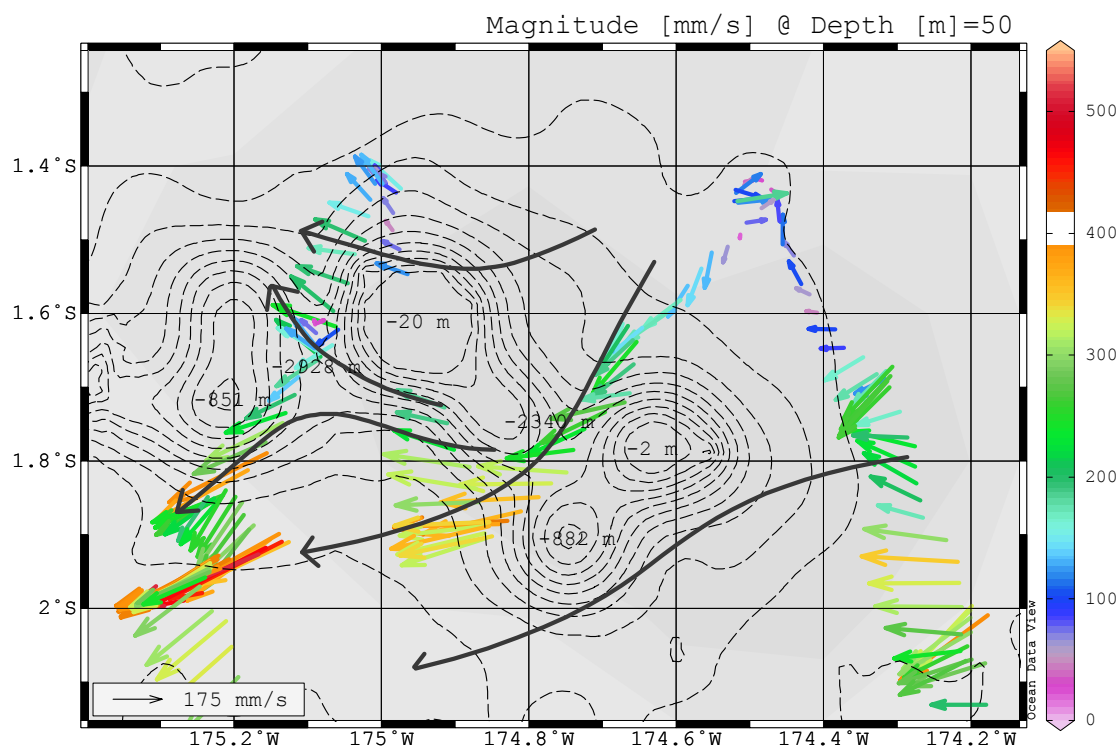 Magnitude [mm/s] @ Depth [m]=50
1.4°S
1.6°S
1.8°S
2°S
-20 m
-2928 m
-851 m
-2340 m
-2 m
-882 m
175 mm/s
175.2°W
175°W
174.8°W
174.6°W
174.4°W
174.2°W
Ocean Data View
500
400
300
200
100
0